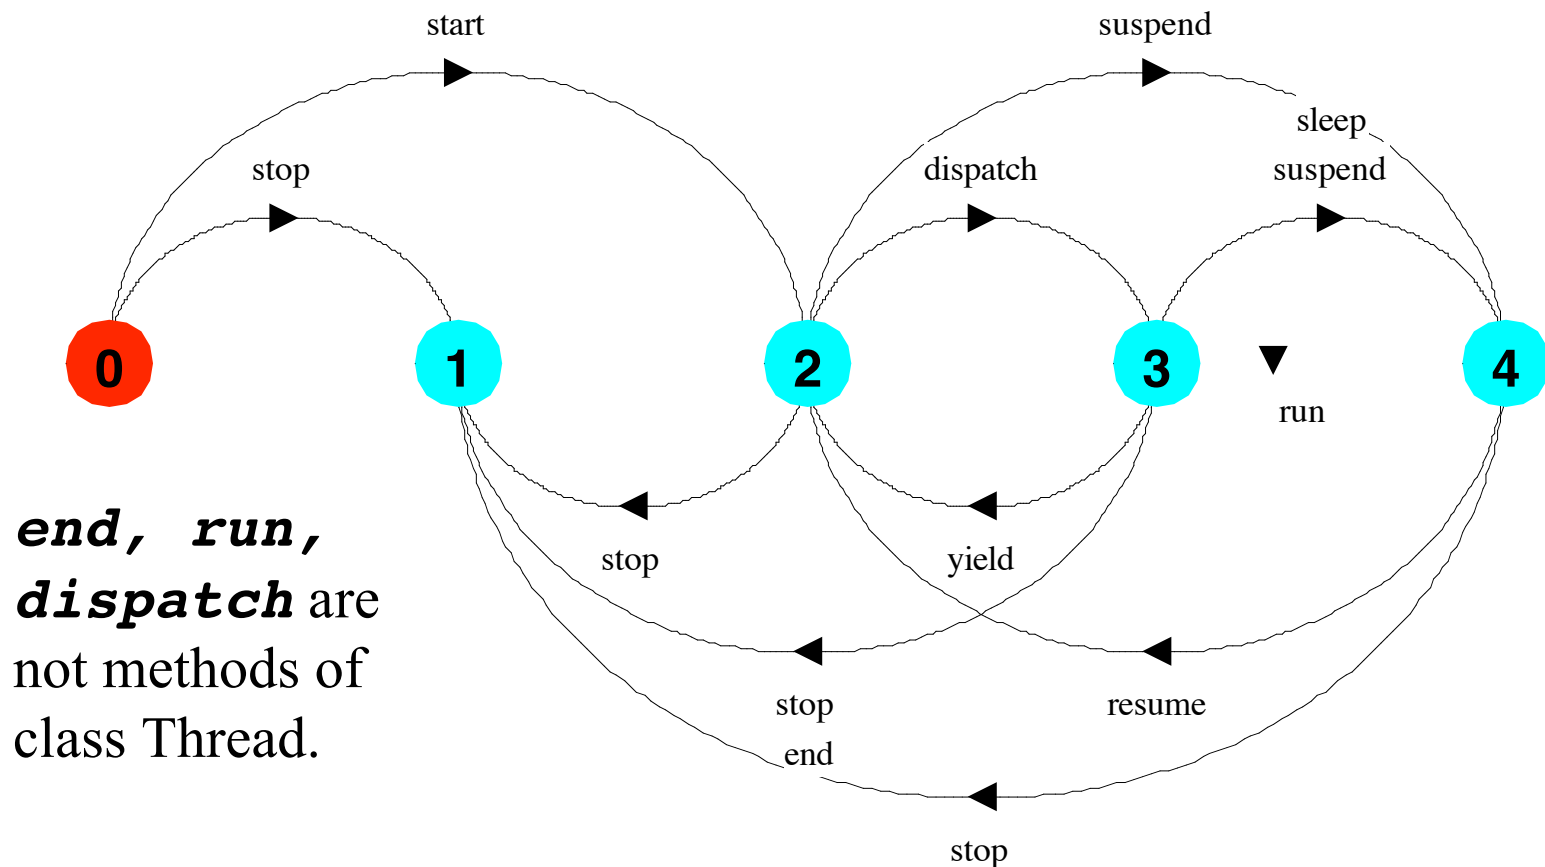 start
suspend
sleep
stop
dispatch
suspend
0
1
2
3
4
run
end, run,
dispatch are
not methods of
class Thread.
stop
yield
stop
end
resume
stop